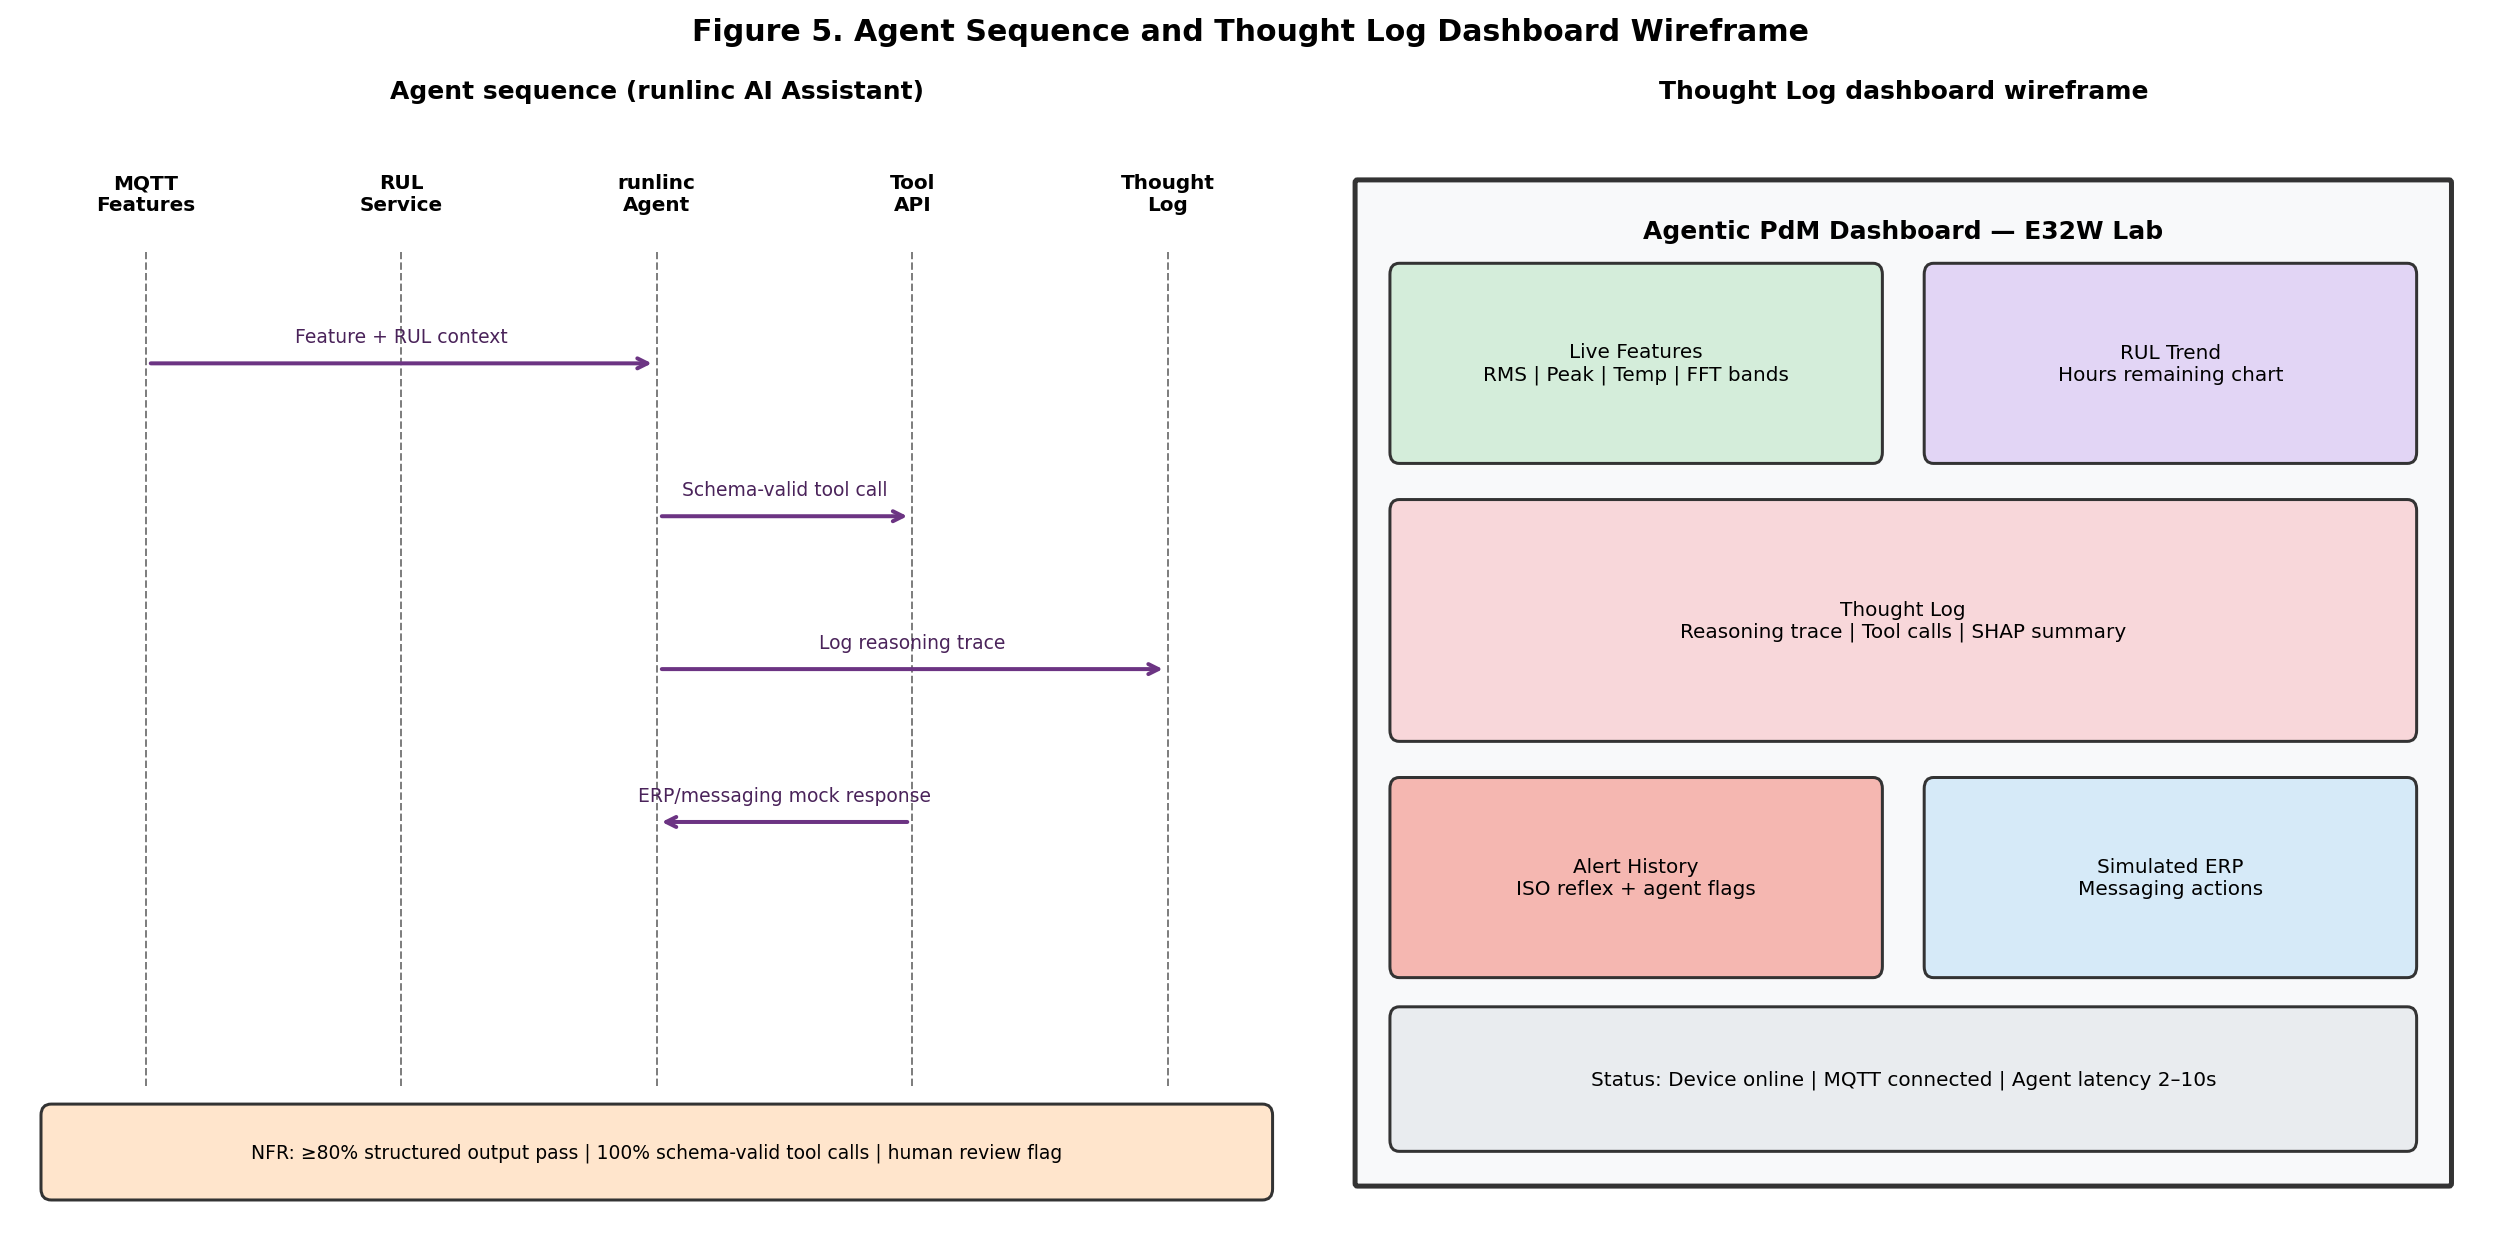 Figure 5. Agent Sequence and Thought Log Dashboard Wireframe
Agent sequence (runlinc AI Assistant)
MQTT
Features
RUL
Service
runlinc
Agent
Tool
API
Thought
Log
Feature + RUL context
Schema-valid tool call
Log reasoning trace
ERP/messaging mock response
NFR: ≥80% structured output pass | 100% schema-valid tool calls | human review flag
Thought Log dashboard wireframe
Agentic PdM Dashboard — E32W Lab
Live Features
RMS | Peak | Temp | FFT bands
RUL Trend
Hours remaining chart
Thought Log
Reasoning trace | Tool calls | SHAP summary
Alert History
ISO reflex + agent flags
Simulated ERP
Messaging actions
Status: Device online | MQTT connected | Agent latency 2–10s